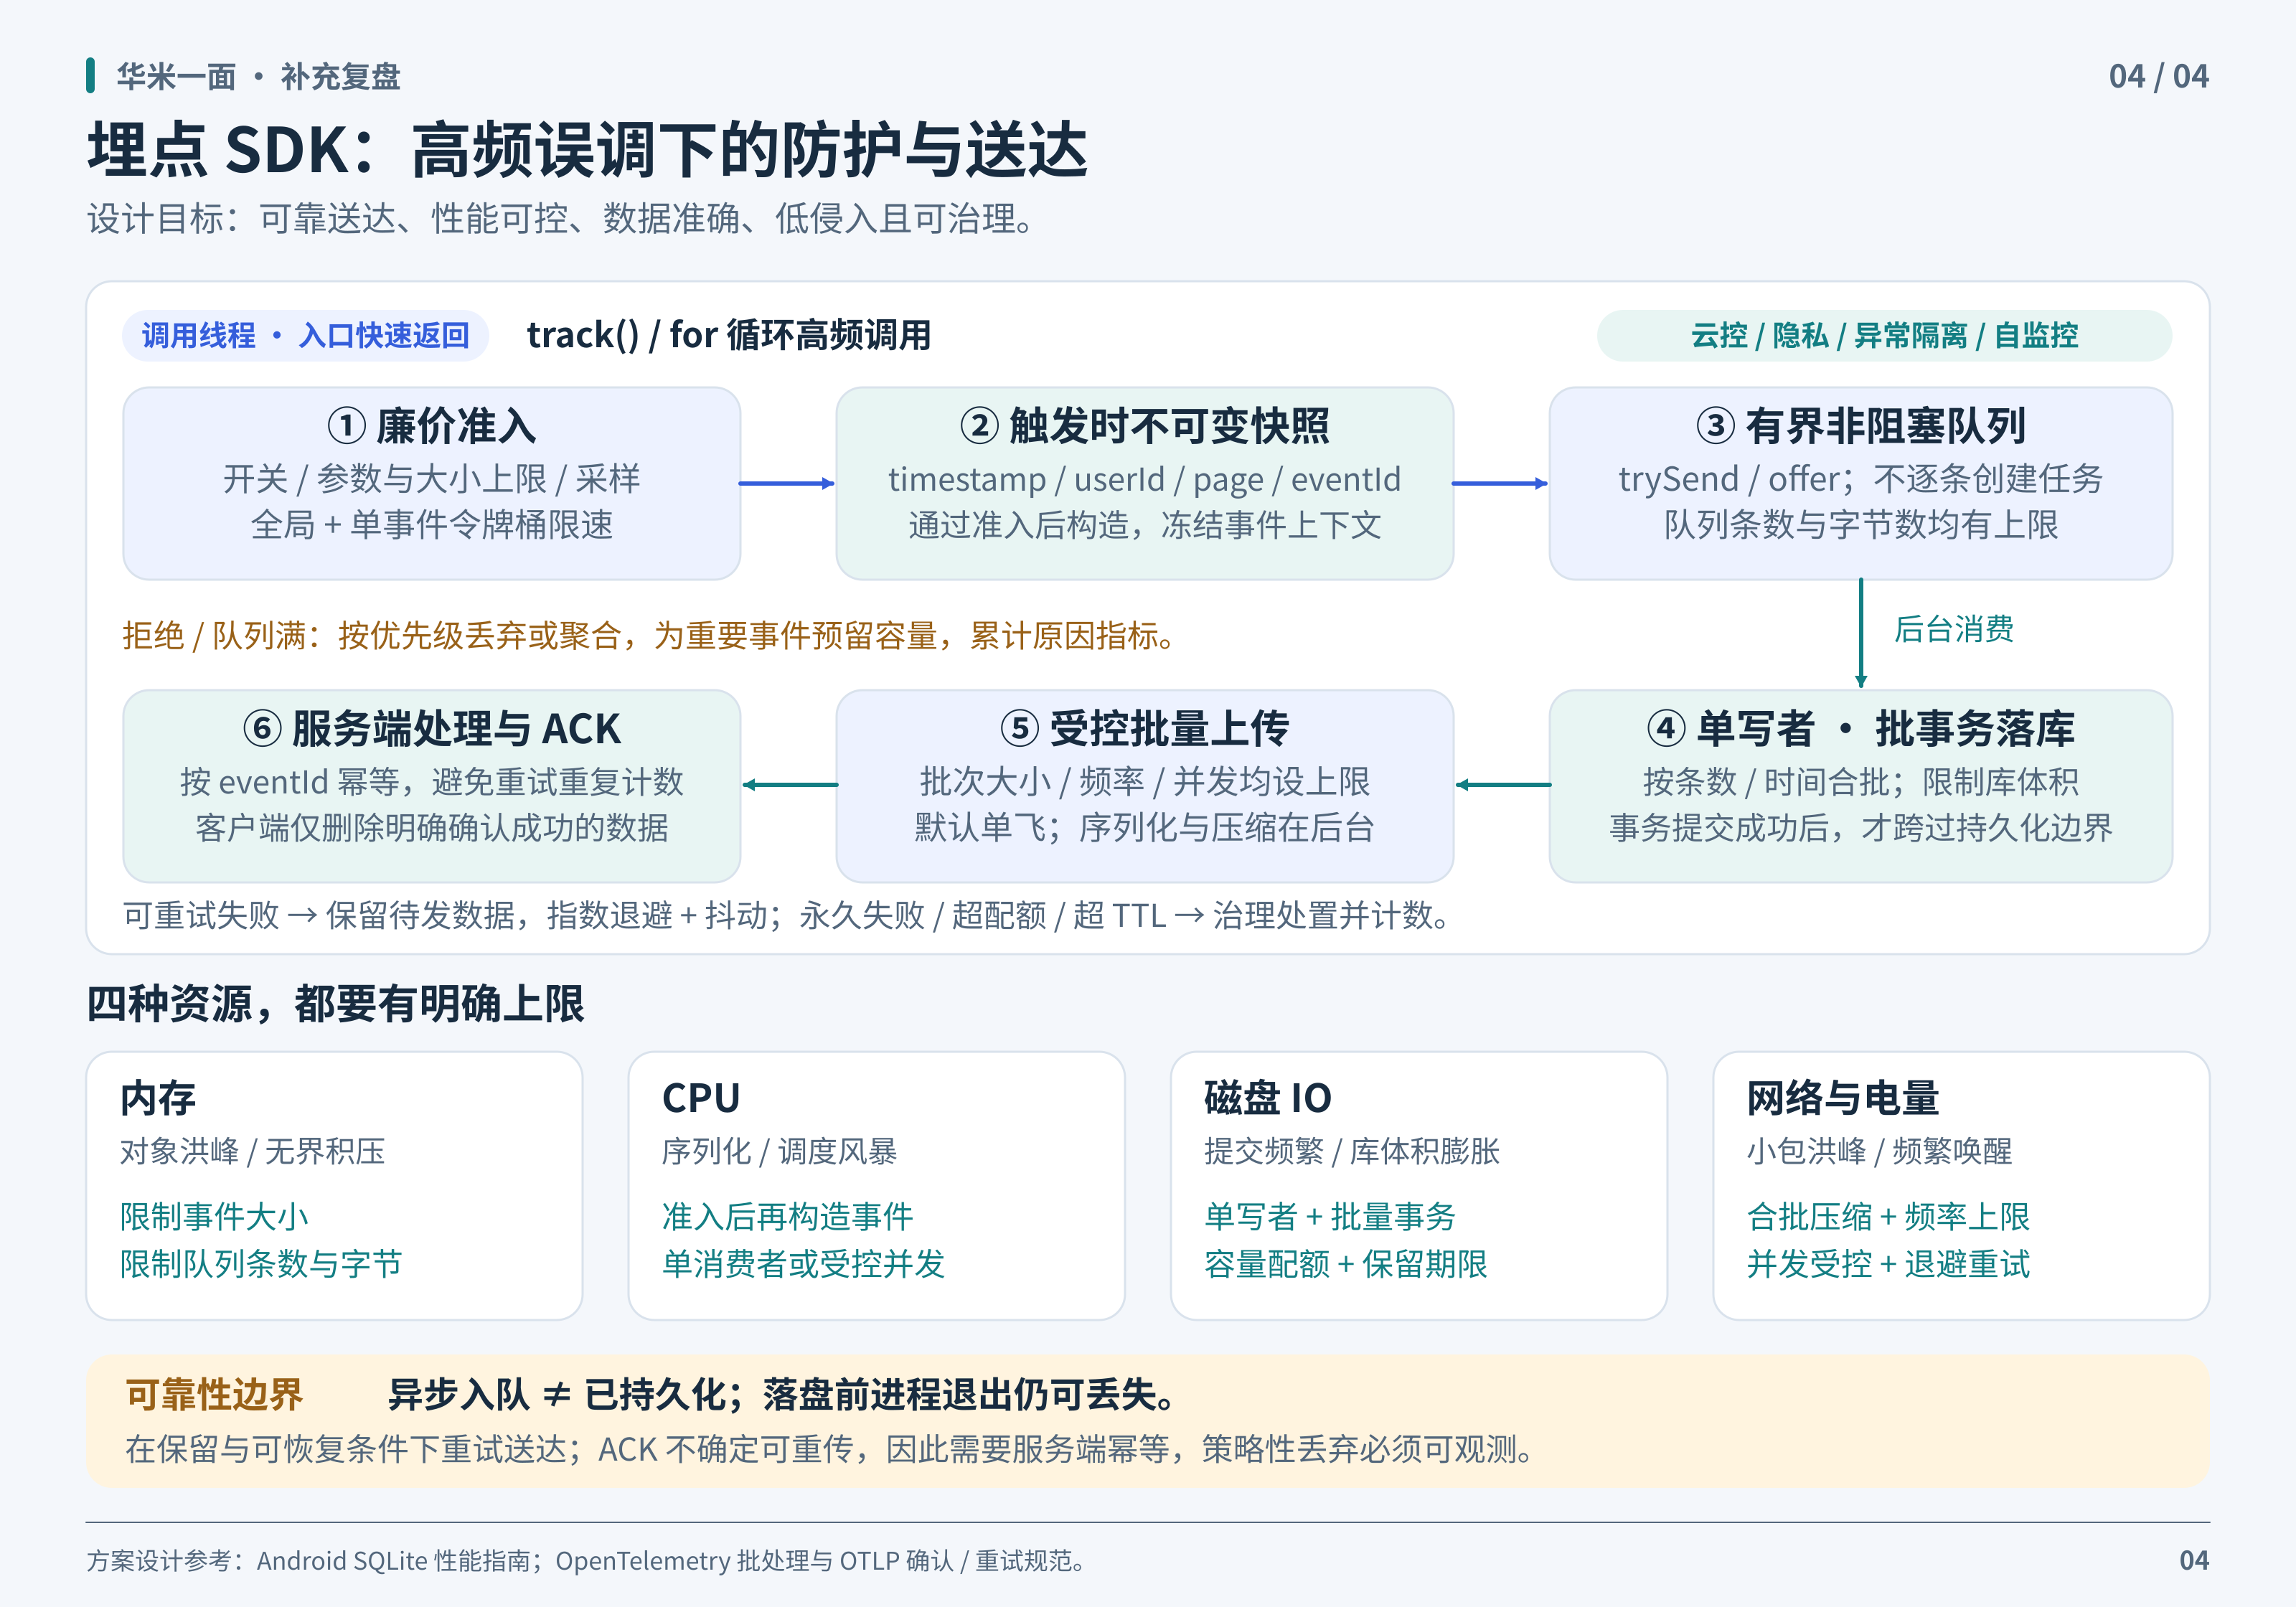 华米一面 · 补充复盘
04 / 04
埋点 SDK：高频误调下的防护与送达
设计目标：可靠送达、性能可控、数据准确、低侵入且可治理。
调用线程 · 入口快速返回
track() / for 循环高频调用
云控 / 隐私 / 异常隔离 / 自监控
① 廉价准入
开关 / 参数与大小上限 / 采样
全局 + 单事件令牌桶限速
② 触发时不可变快照
timestamp / userId / page / eventId
通过准入后构造，冻结事件上下文
③ 有界非阻塞队列
trySend / offer；不逐条创建任务
队列条数与字节数均有上限
拒绝 / 队列满：按优先级丢弃或聚合，为重要事件预留容量，累计原因指标。
后台消费
⑥ 服务端处理与 ACK
按 eventId 幂等，避免重试重复计数
客户端仅删除明确确认成功的数据
⑤ 受控批量上传
批次大小 / 频率 / 并发均设上限
默认单飞；序列化与压缩在后台
④ 单写者 · 批事务落库
按条数 / 时间合批；限制库体积
事务提交成功后，才跨过持久化边界
可重试失败 → 保留待发数据，指数退避 + 抖动；永久失败 / 超配额 / 超 TTL → 治理处置并计数。
四种资源，都要有明确上限
内存
对象洪峰 / 无界积压
限制事件大小
限制队列条数与字节
CPU
序列化 / 调度风暴
准入后再构造事件
单消费者或受控并发
磁盘 IO
提交频繁 / 库体积膨胀
单写者 + 批量事务
容量配额 + 保留期限
网络与电量
小包洪峰 / 频繁唤醒
合批压缩 + 频率上限
并发受控 + 退避重试
可靠性边界
异步入队 ≠ 已持久化；落盘前进程退出仍可丢失。
在保留与可恢复条件下重试送达；ACK 不确定可重传，因此需要服务端幂等，策略性丢弃必须可观测。
方案设计参考：Android SQLite 性能指南；OpenTelemetry 批处理与 OTLP 确认 / 重试规范。
04